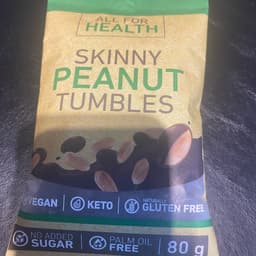 ALL FOR
HEALTH
SKINNY
PEANUT
TUMBLES
VEGAN
KETO
NATURALLY
GLUTEN FREE
NO ADDED
SUGAR
PALM OIL
FREE
80 g